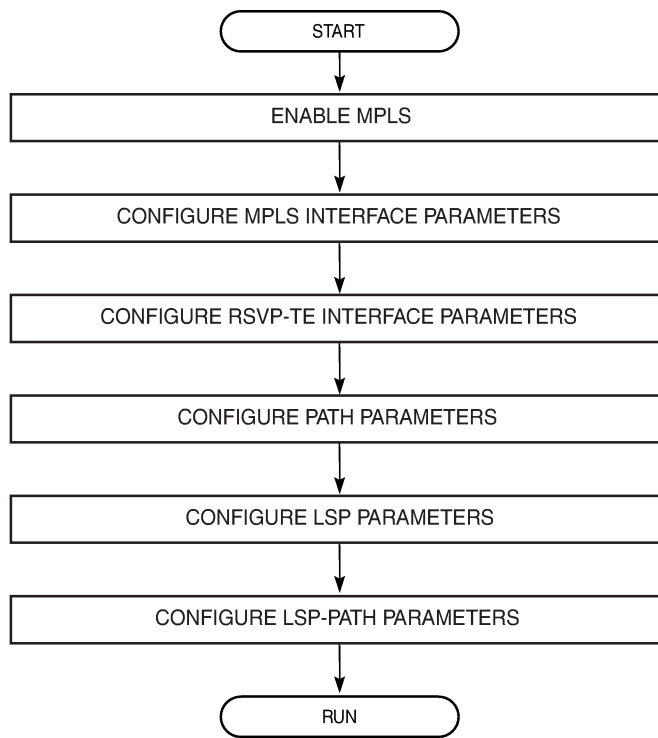 START
ENABLE MPLS
CONFIGURE MPLS INTERFACE PARAMETERS
CONFIGURE RSVP-TE INTERFACE PARAMETERS
CONFIGURE PATH PARAMETERS
CONFIGURE LSP PARAMETERS
CONFIGURE LSP-PATH PARAMETERS
RUN